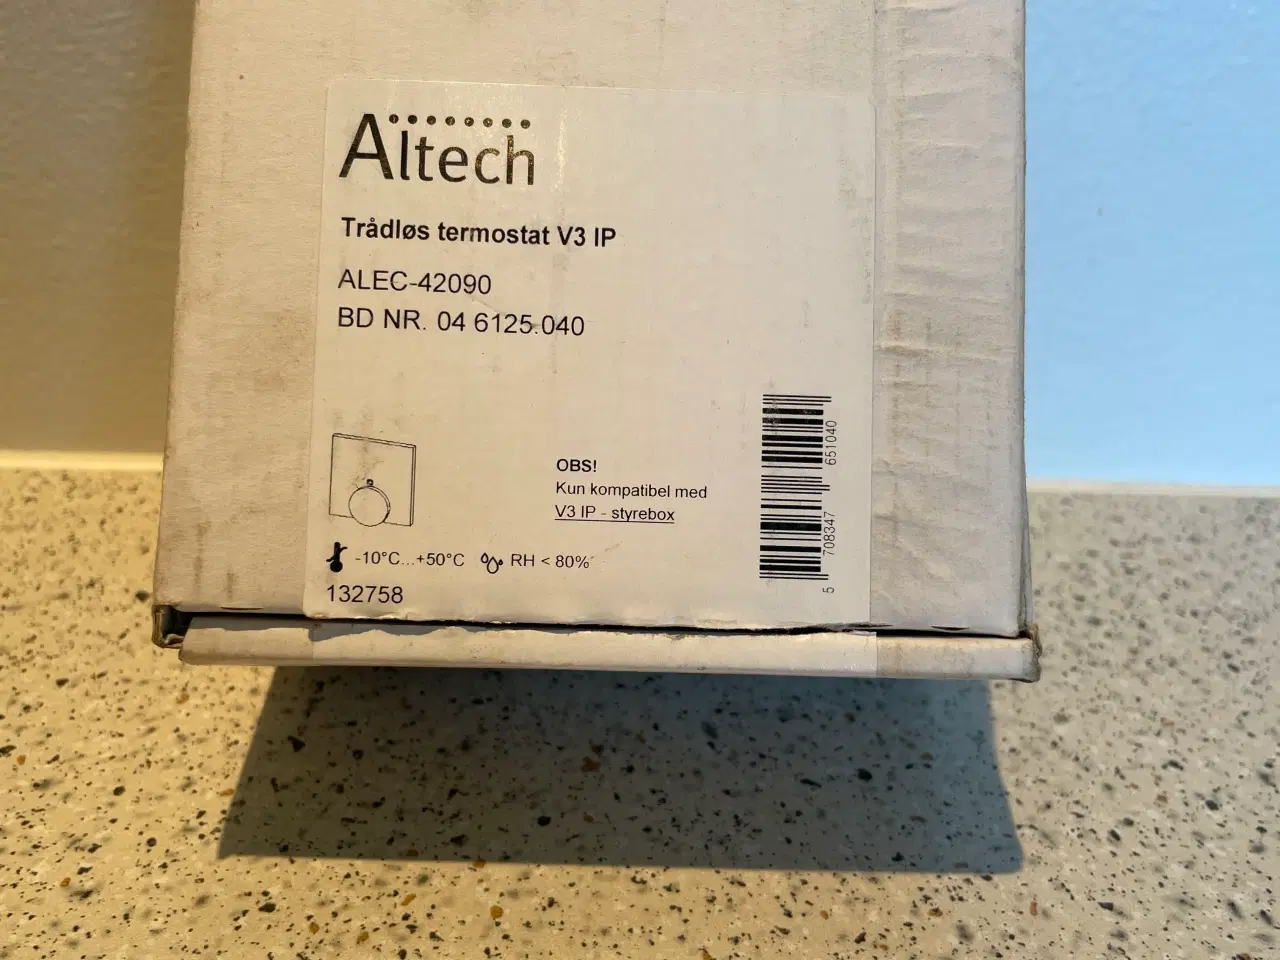 Altech
Trådløs termostat V3 IP
ALEC-42090
BD NR. 04 6125.040
OBS!
Kun kompatibel med
V3 IP - styrebox
-10°C...+50°C RH < 80%
132758
5 708347 651040